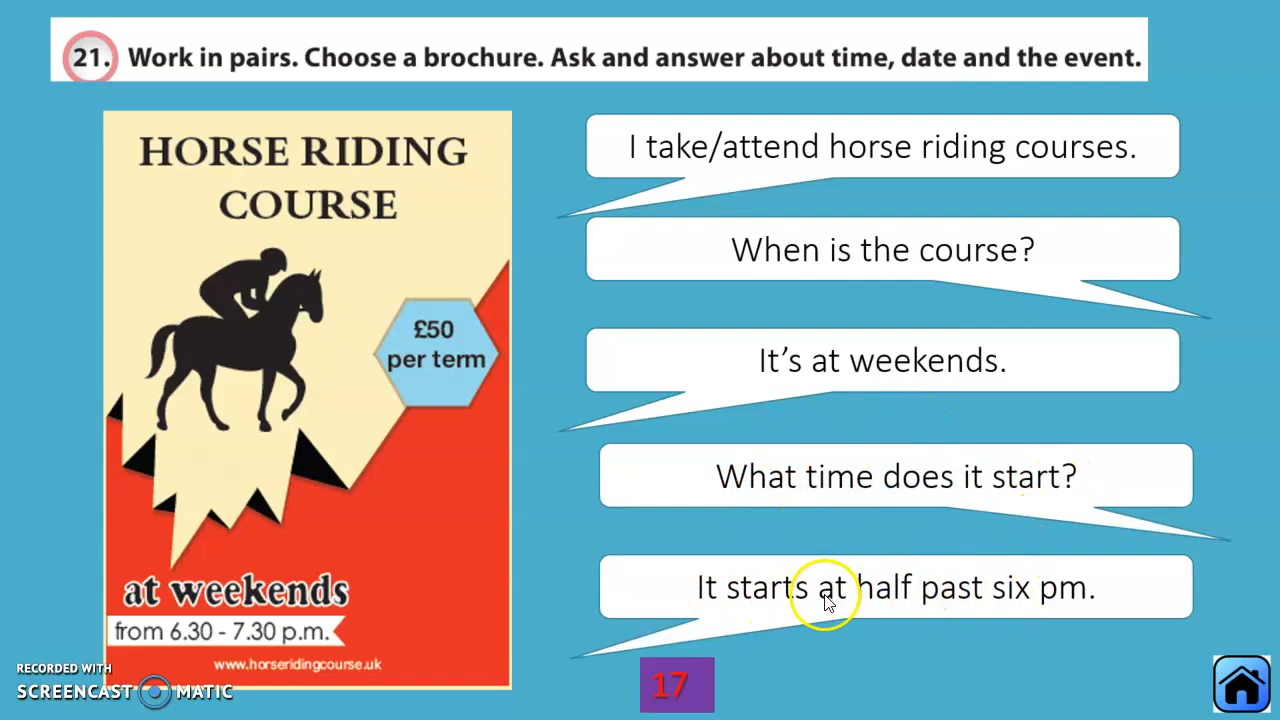 21. Work in pairs. Choose a brochure. Ask and answer about time, date and the event.
HORSE RIDING
COURSE
£50
per term
at weekends
from 6.30 - 7.30 p.m.
www.horseridingcourse.uk
I take/attend horse riding courses.
When is the course?
It’s at weekends.
What time does it start?
It starts at half past six pm.
17
RECORDED WITH
SCREENCAST MATIC